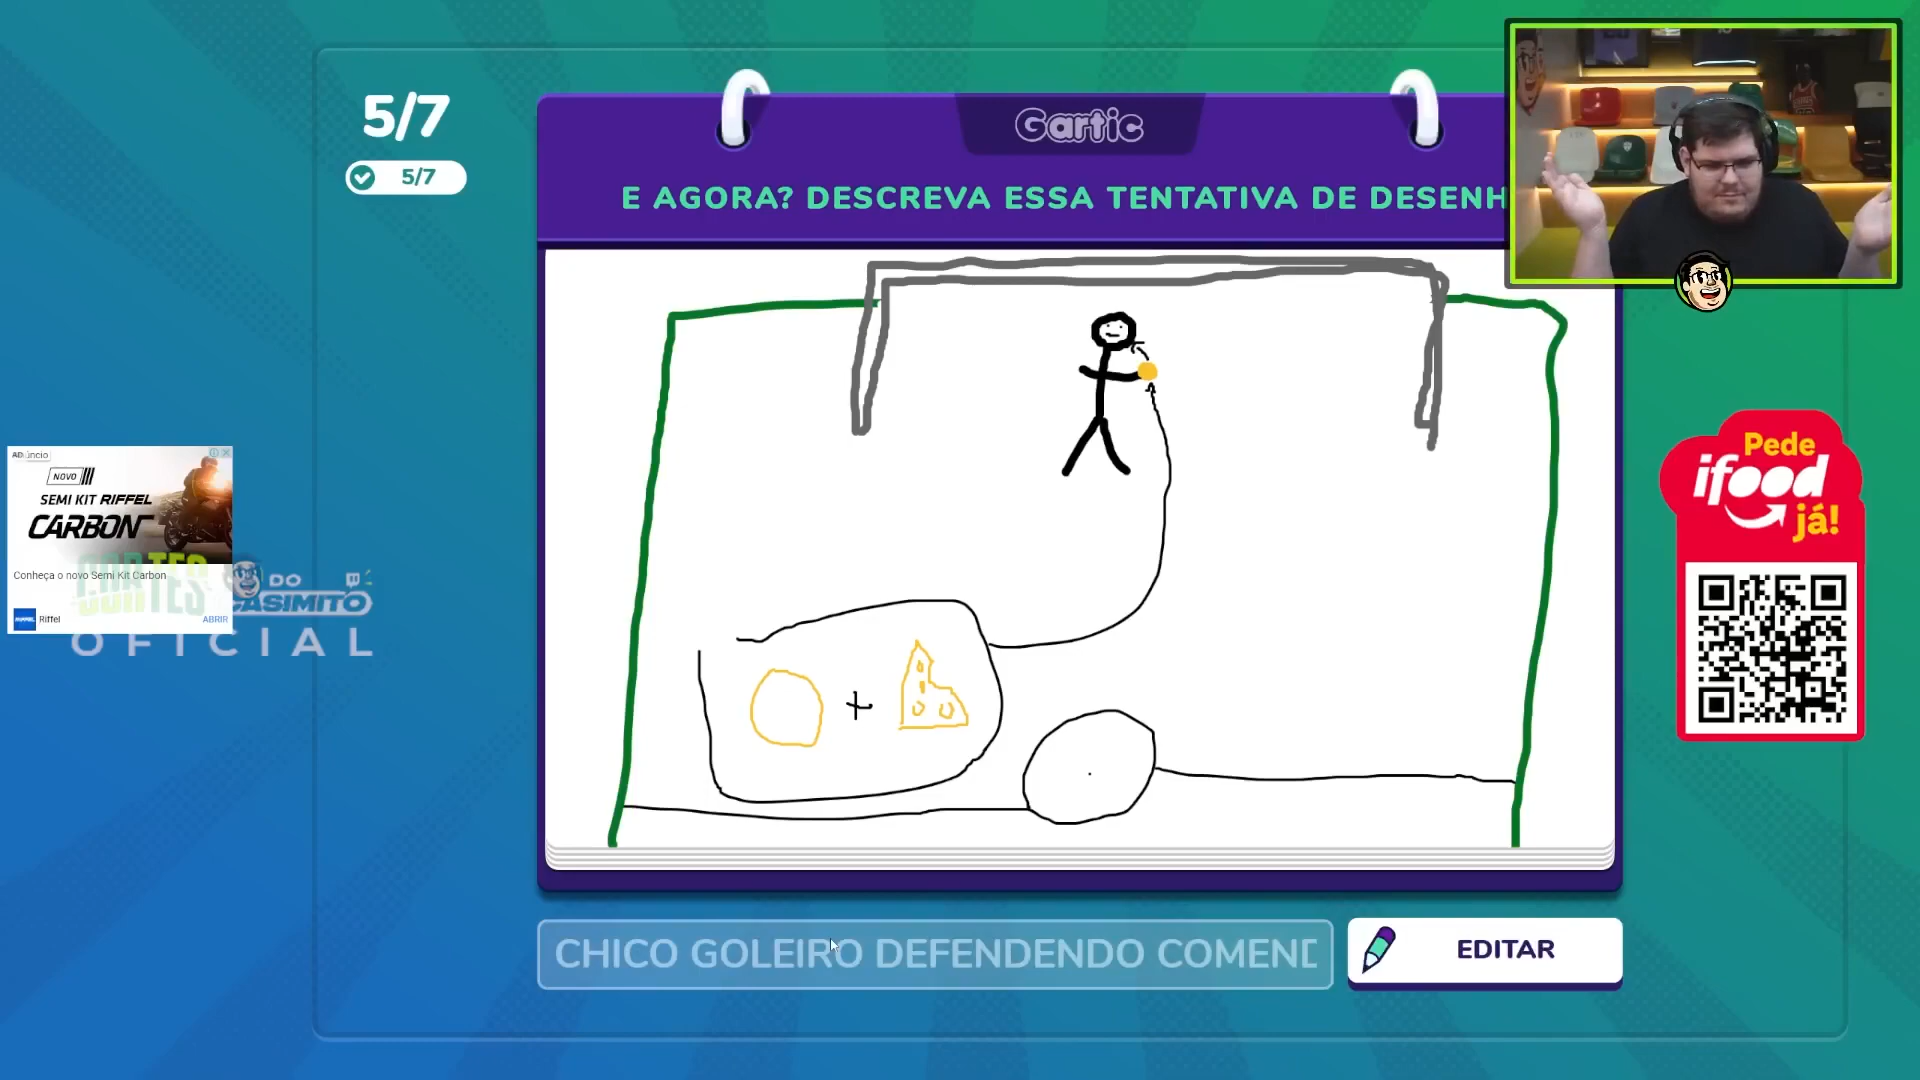 5/7
5/7
Gartic
E AGORA? DESCREVA ESSA TENTATIVA DE DESENH
CHICO GOLEIRO DEFENDENDO COMEND
EDITAR
Pede
ifood
já!
NOVO
SEMI KIT RIFFEL
CARBON
Conheça o novo Semi Kit Carbon
Riffel
ABRIR
CORTES
DO
CASIMITO
OFICIAL